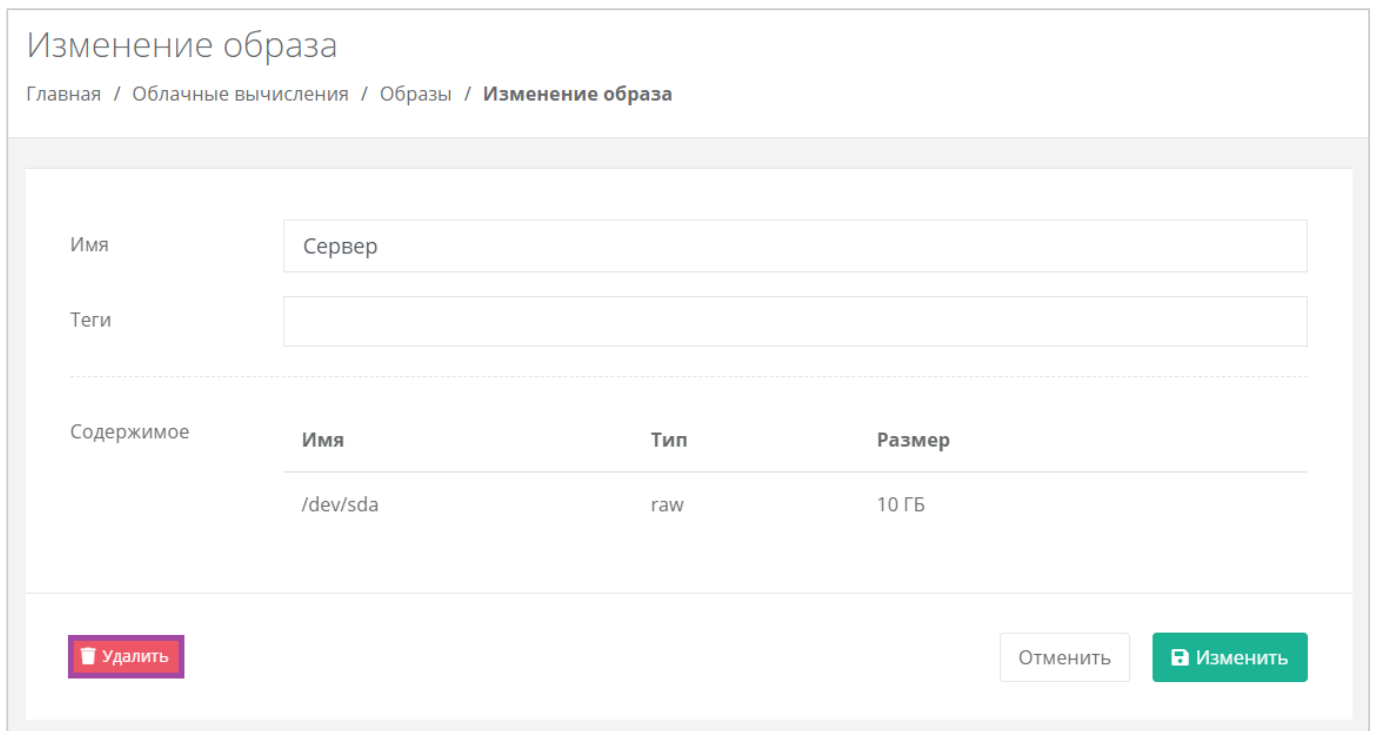 Изменение образа
Главная / Облачные вычисления / Образы / Изменение образа
Имя
Сервер
Теги
Содержимое
Имя Тип Размер
/dev/sda raw 10 ГБ
Удалить
Отменить
Изменить